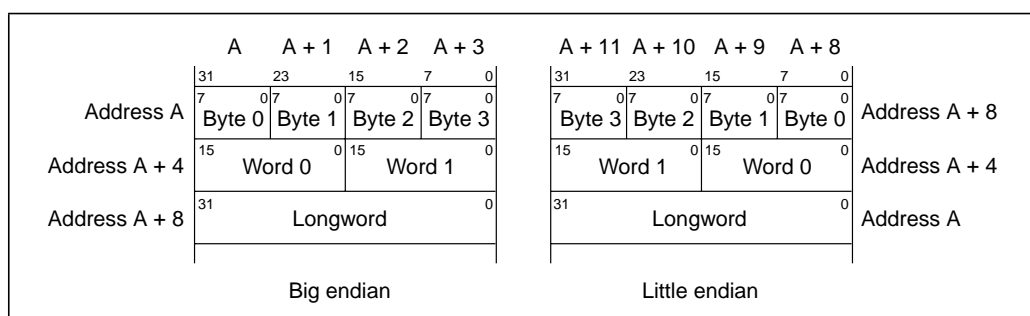 A A + 1 A + 2 A + 3 A + 11 A + 10 A + 9 A + 8
31 23 15 7 0 31 23 15 7 0
7 0 7 0 7 0 7 0 7 0 7 0 7 0 7 0
Address A Byte 0 Byte 1 Byte 2 Byte 3 Byte 3 Byte 2 Byte 1 Byte 0 Address A + 8
15 0 15 0 15 0 15 0
Address A + 4 Word 0 Word 1 Word 1 Word 0 Address A + 4
31 0 31 0
Address A + 8 Longword Longword Address A
Big endian Little endian